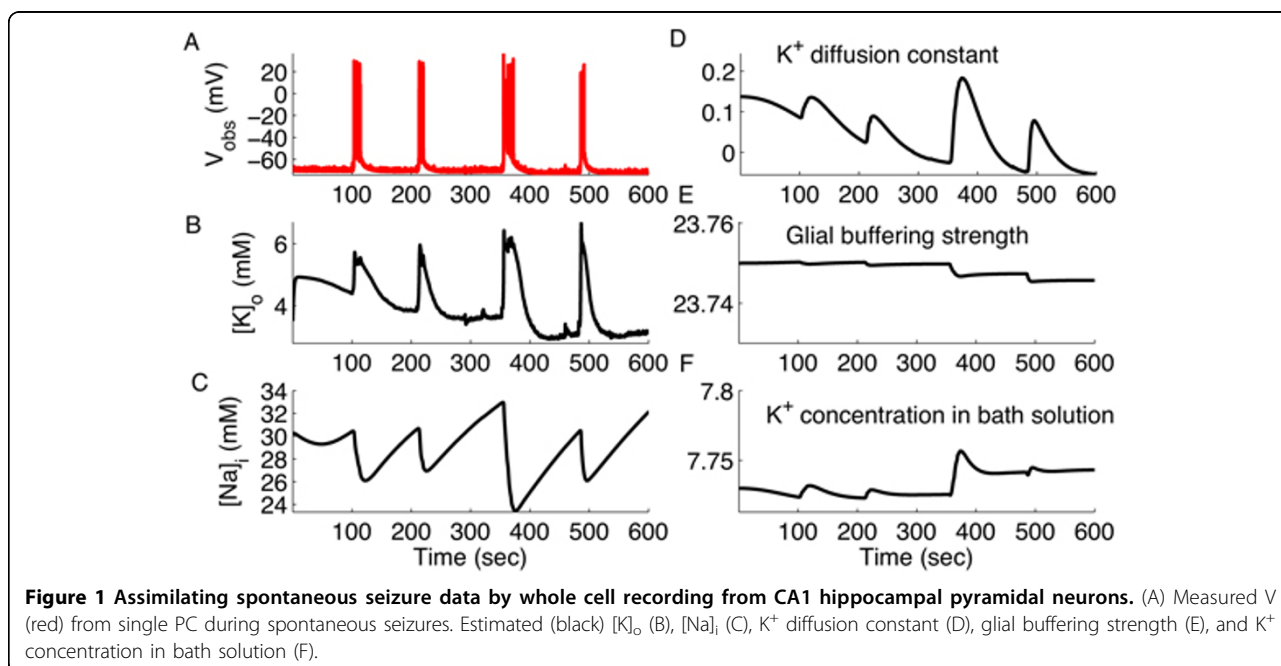 A
V_obs (mV)
20
0
−20
−40
−60
100 200 300 400 500 600
B
[K]_o (mM)
6
4
100 200 300 400 500 600
C
[Na]_i (mM)
34
32
30
28
26
24
100 200 300 400 500 600
Time (sec)
D
K⁺ diffusion constant
0.2
0.1
0
100 200 300 400 500 600
E
23.76
Glial buffering strength
23.74
100 200 300 400 500 600
F
7.8
K⁺ concentration in bath solution
7.75
100 200 300 400 500 600
Time (sec)
Figure 1 Assimilating spontaneous seizure data by whole cell recording from CA1 hippocampal pyramidal neurons. (A) Measured V
(red) from single PC during spontaneous seizures. Estimated (black) [K]ₒ (B), [Na]ᵢ (C), K⁺ diffusion constant (D), glial buffering strength (E), and K⁺
concentration in bath solution (F).